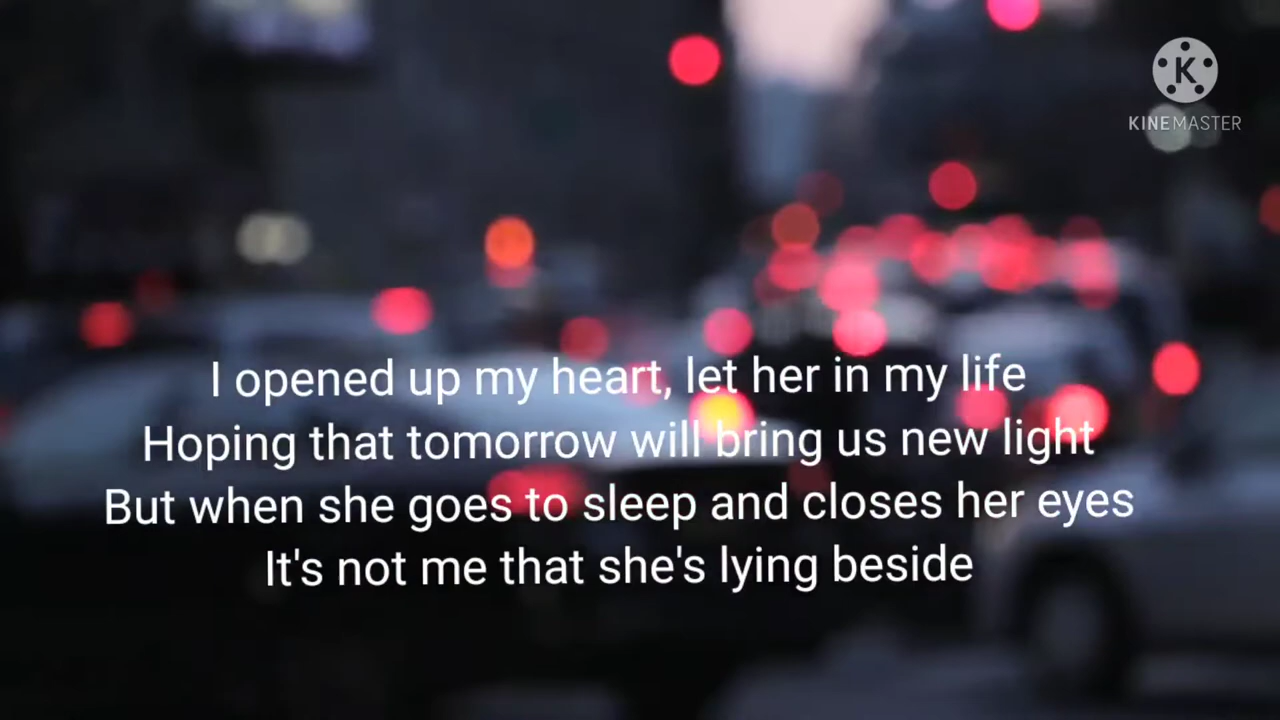 K
KINEMASTER
I opened up my heart, let her in my life
Hoping that tomorrow will bring us new light
But when she goes to sleep and closes her eyes
It's not me that she's lying beside